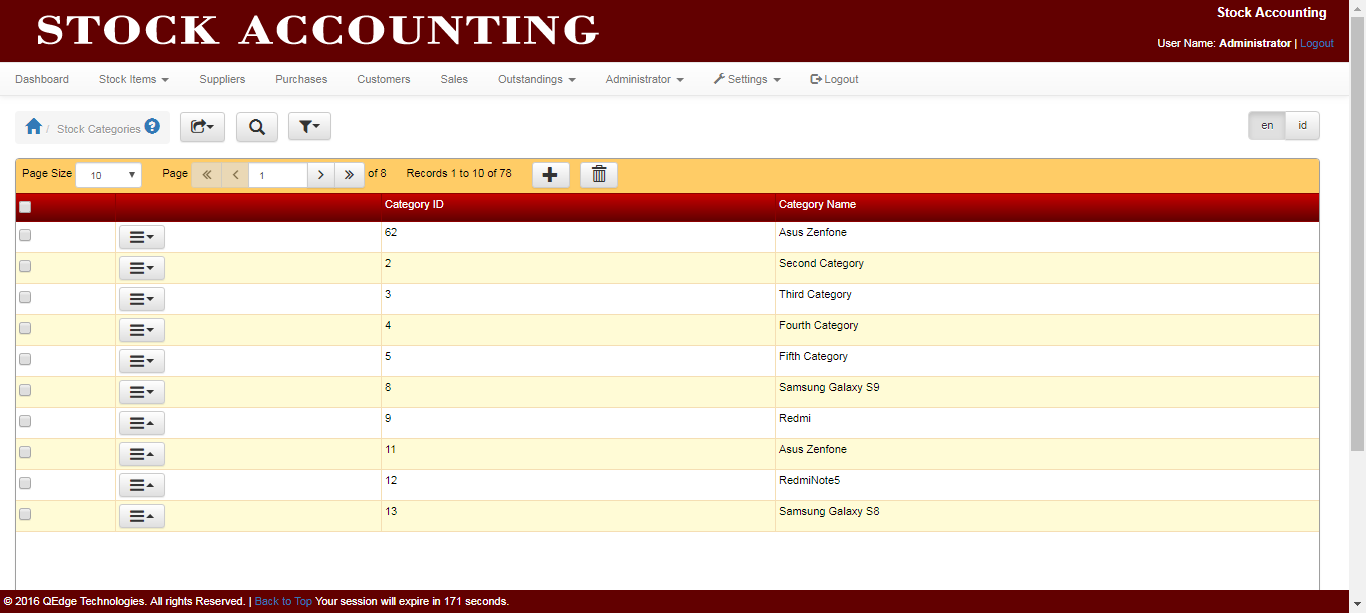 STOCK ACCOUNTING
Stock Accounting
User Name: Administrator | Logout
Dashboard Stock Items Suppliers Purchases Customers Sales Outstandings Administrator Settings Logout
/ Stock Categories ?
en id
Page Size 10 Page « ‹ 1 › » of 8 Records 1 to 10 of 78
Category ID Category Name
62 Asus Zenfone
2 Second Category
3 Third Category
4 Fourth Category
5 Fifth Category
8 Samsung Galaxy S9
9 Redmi
11 Asus Zenfone
12 RedmiNote5
13 Samsung Galaxy S8
© 2016 QEdge Technologies. All rights Reserved. | Back to Top Your session will expire in 171 seconds.